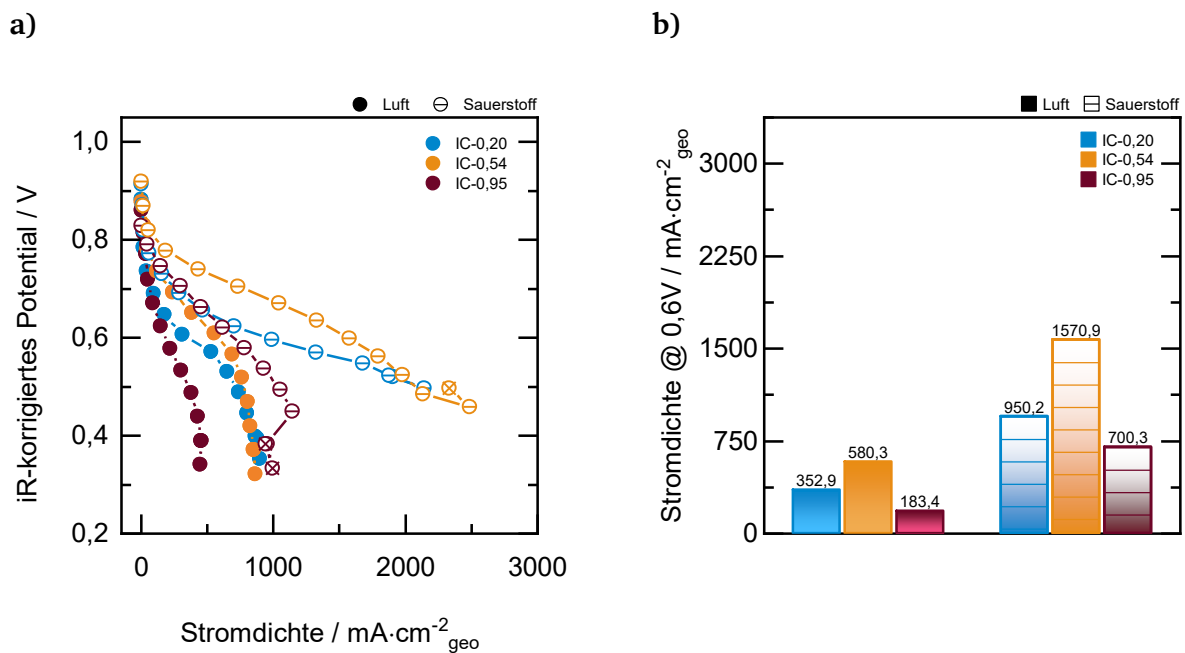 a)
b)
Luft Sauerstoff
IC-0,20
IC-0,54
IC-0,95
1,0
0,8
0,6
0,4
0,2
0 1000 2000 3000
iR-korrigiertes Potential / V
Stromdichte / mA·cm-2geo
Luft Sauerstoff
IC-0,20
IC-0,54
IC-0,95
3000
2250
1500
750
0
Stromdichte @ 0,6V / mA·cm-2geo
352,9
580,3
183,4
950,2
1570,9
700,3